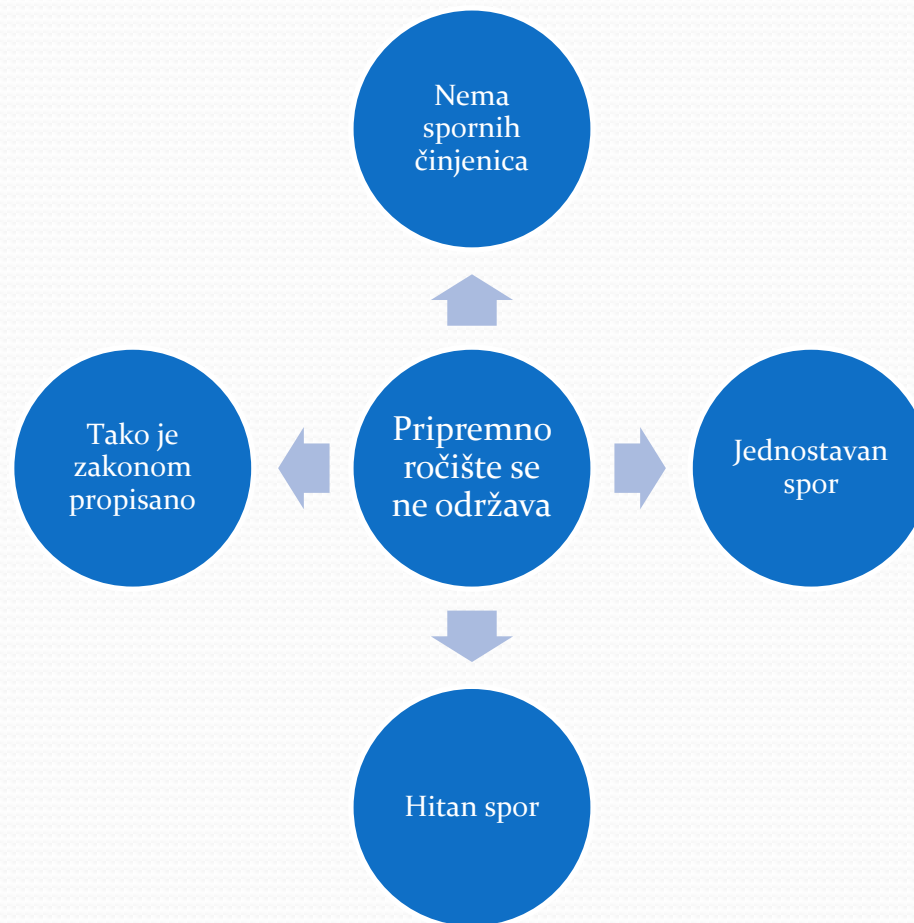 Nema
spornih
činjenica
Tako je
zakonom
propisano
Pripremno
ročište se
ne održava
Jednostavan
spor
Hitan spor